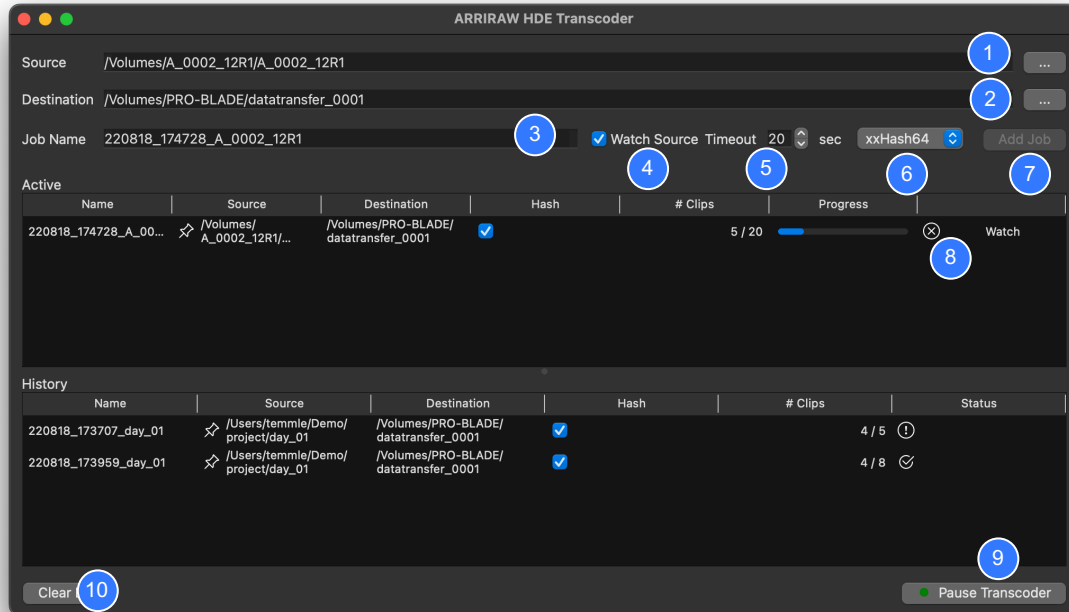 ARRIRAW HDE Transcoder
Source /Volumes/A_0002_12R1/A_0002_12R1 1 ...
Destination /Volumes/PRO-BLADE/datatransfer_0001 2 ...
Job Name 220818_174728_A_0002_12R1 3 Watch Source Timeout 20 sec xxHash64 Add Job
4 5 6 7
Active
Name Source Destination Hash # Clips Progress
220818_174728_A_00... /Volumes/ A_0002_12R1/... /Volumes/PRO-BLADE/ datatransfer_0001 5 / 20 Watch
8
History
Name Source Destination Hash # Clips Status
220818_173707_day_01 /Users/temmle/Demo/ project/day_01 /Volumes/PRO-BLADE/ datatransfer_0001 4 / 5
220818_173959_day_01 /Users/temmle/Demo/ project/day_01 /Volumes/PRO-BLADE/ datatransfer_0001 4 / 8
9
Clear 10 Pause Transcoder